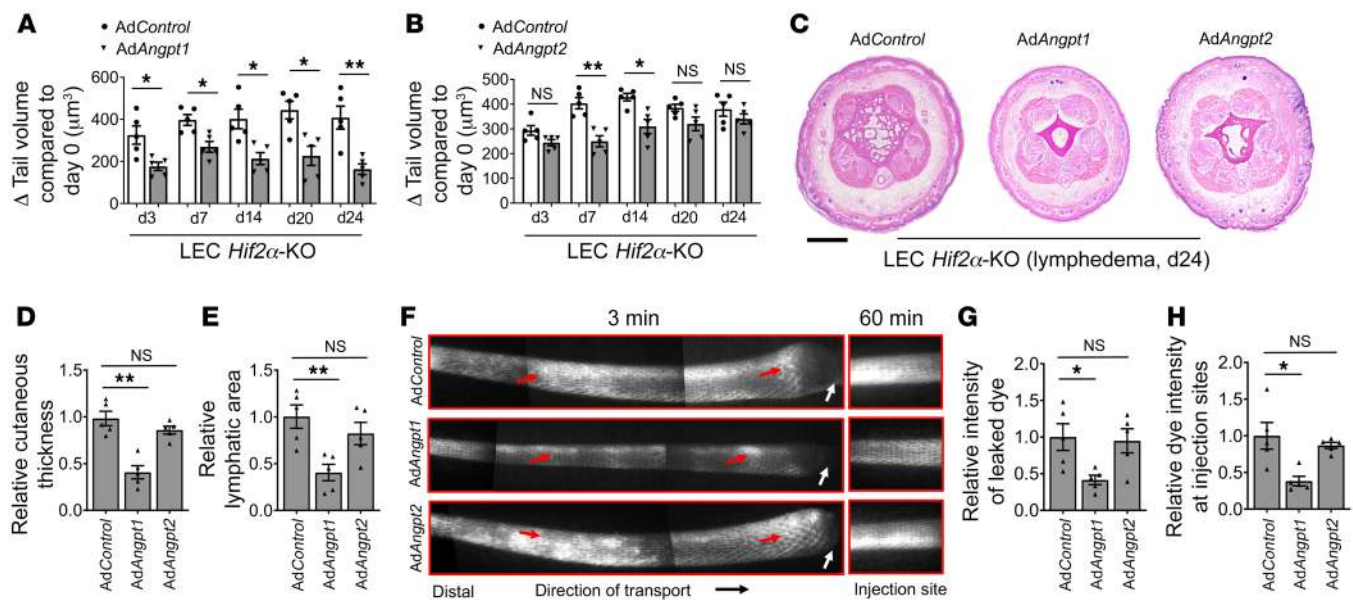 A
AdControl
AdAngpt1
Δ Tail volume
compared to
day 0 (μm³)
600
400
200
0
*
*
*
*
**
d3
d7
d14
d20
d24
LEC Hif2α-KO
B
AdControl
AdAngpt2
Δ Tail volume
compared to
day 0 (μm³)
500
400
300
200
100
0
NS
**
*
NS
NS
d3
d7
d14
d20
d24
LEC Hif2α-KO
C
AdControl
AdAngpt1
AdAngpt2
LEC Hif2α-KO (lymphedema, d24)
D
Relative cutaneous
thickness
1.5
1.0
0.5
0.0
NS
**
AdControl
AdAngpt1
AdAngpt2
E
Relative
lymphatic area
1.5
1.0
0.5
0.0
NS
**
AdControl
AdAngpt1
AdAngpt2
F
3 min
60 min
AdControl
AdAngpt1
AdAngpt2
Distal
Direction of transport
Injection site
G
Relative intensity
of leaked dye
2.0
1.5
1.0
0.5
0.0
NS
*
AdControl
AdAngpt1
AdAngpt2
H
Relative dye intensity
at injection sites
2.0
1.5
1.0
0.5
0.0
NS
*
AdControl
AdAngpt1
AdAngpt2